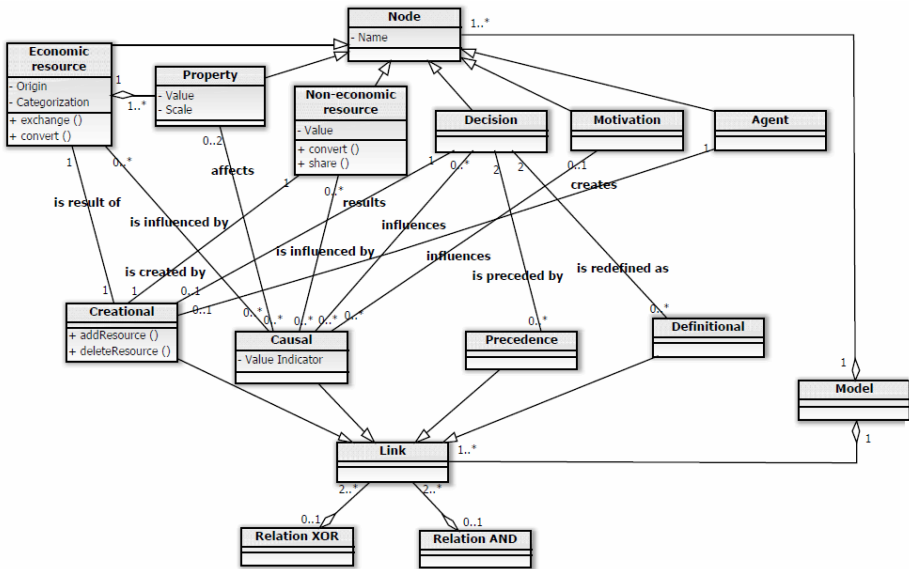 Node
- Name
1..*
Economic
resource
- Origin
- Categorization
+ exchange ()
+ convert ()
1
1..*
Property
- Value
- Scale
Non-economic
resource
- Value
+ convert ()
+ share ()
Decision
Motivation
Agent
0..2
1
0..*
affects
1
0..*
1
0..*
2
2
0..1
1
creates
is result of
results
is influenced by
influences
is created by
is influenced by
influences
is preceded by
is redefined as
1
1
0..1
0..1
0..*
0..*
0..*
0..*
0..*
0..*
0..*
Creational
+ addResource ()
+ deleteResource ()
Causal
- Value Indicator
Precedence
Definitional
1
Model
1
Link
1..*
2..*
2..*
0..1
0..1
Relation XOR
Relation AND